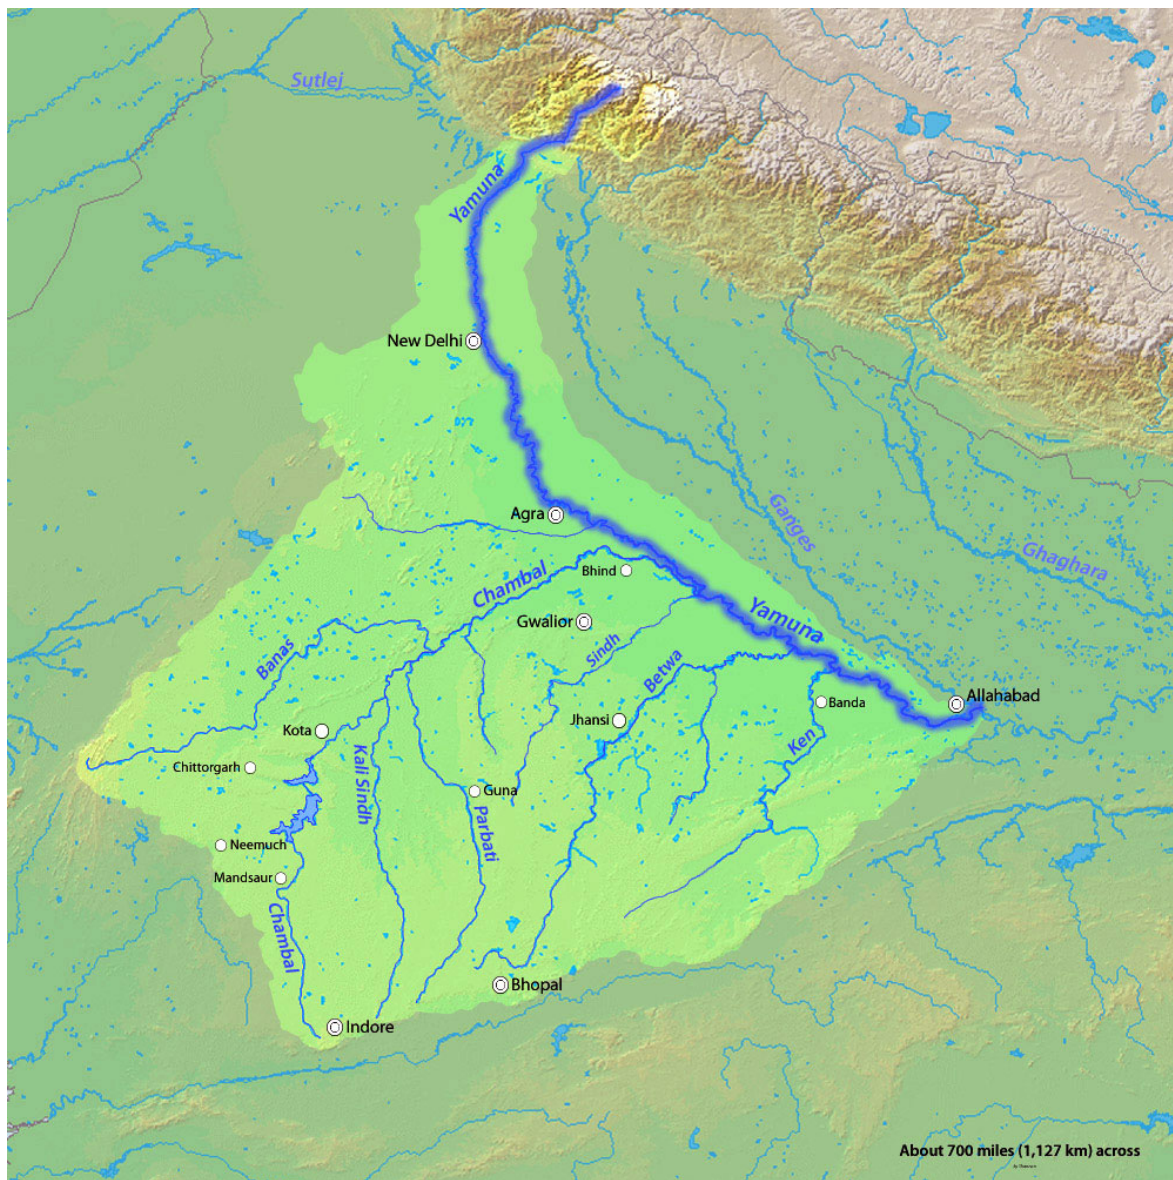 Sutlej
Yamuna
New Delhi
Agra
Ganges
Ghaghara
Chambal
Bhind
Yamuna
Gwalior
Sindh
Banas
Betwa
Allahabad
Banda
Jhansi
Kota
Ken
Kali Sindh
Chittorgarh
Guna
Parbati
Neemuch
Mandsaur
Chambal
Bhopal
Indore
About 700 miles (1,127 km) across